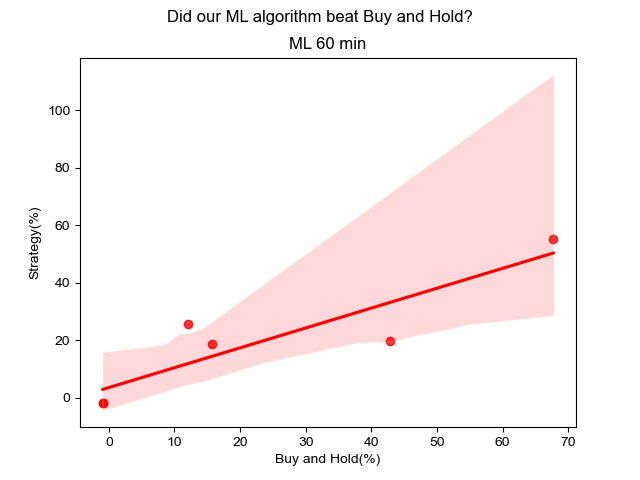 Did our ML algorithm beat Buy and Hold?
ML 60 min
100
80
60
40
20
0
Strategy(%)
0 10 20 30 40 50 60 70
Buy and Hold(%)